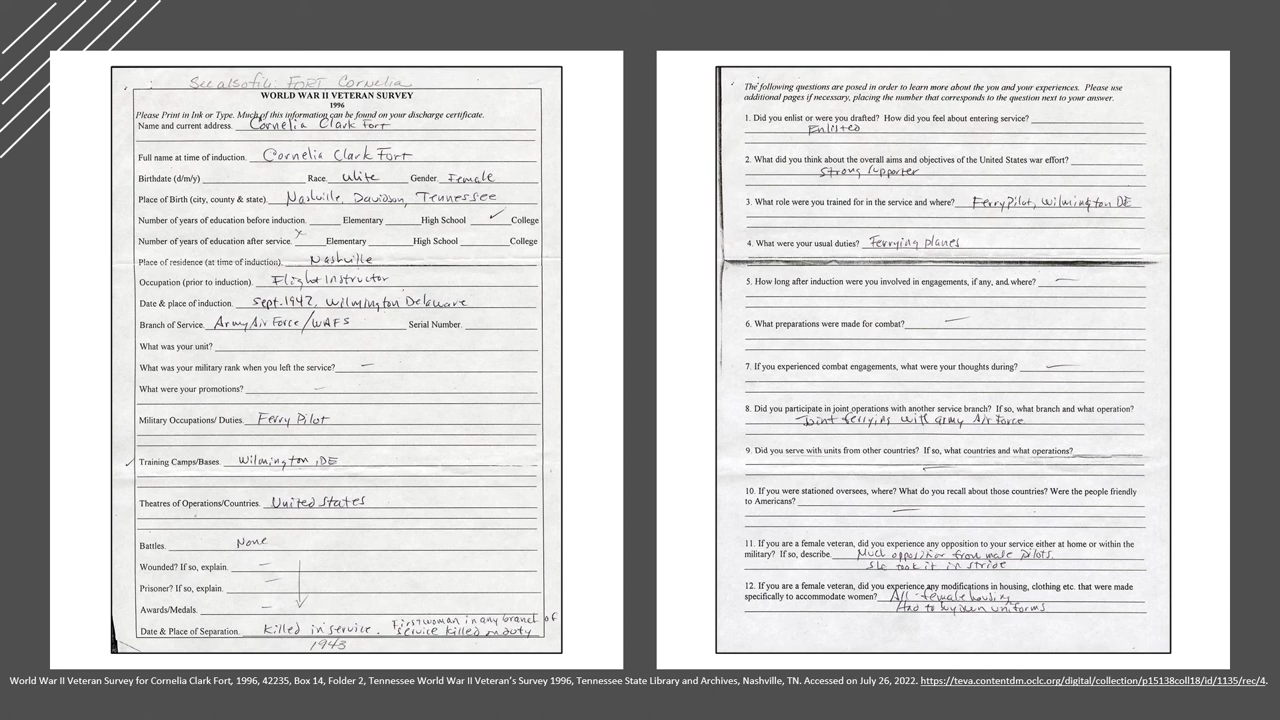 See also file: FORT Cornelia
WORLD WAR II VETERAN SURVEY
1996
Please Print in Ink or Type. Much of this information can be found on your discharge certificate.
Name and current address. Cornelia Clark Fort
Full name at time of induction. Cornelia Clark Fort
Birthdate (d/m/y) Race. White Gender. Female
Place of Birth (city, county & state). Nashville, Davidson, Tennessee
Number of years of education before induction. Elementary High School ✓ College
Number of years of education after service. x Elementary High School College
Place of residence (at time of induction). Nashville
Occupation (prior to induction). Flight Instructor
Date & place of induction. Sept. 1942, Wilmington Delaware
Branch of Service. Army Air Force/WAFS Serial Number.
What was your unit?
What was your military rank when you left the service? —
What were your promotions? —
Military Occupations/ Duties. Ferry Pilot
Training Camps/Bases. Wilmington, DE
Theatres of Operations/Countries. United States
Battles. None
Wounded? If so, explain. —
Prisoner? If so, explain. —
Awards/Medals. —
Date & Place of Separation. Killed in service. First woman in any branch of
service killed on duty
1943
The following questions are posed in order to learn more about the you and your experiences. Please use
additional pages if necessary, placing the number that corresponds to the question next to your answer.
1. Did you enlist or were you drafted? How did you feel about entering service?
Enlisted
2. What did you think about the overall aims and objectives of the United States war effort?
Strong supporter
3. What role were you trained for in the service and where? Ferry Pilot, Wilmington DE
4. What were your usual duties? Ferrying planes
5. How long after induction were you involved in engagements, if any, and where? —
6. What preparations were made for combat? —
7. If you experienced combat engagements, what were your thoughts during? —
8. Did you participate in joint operations with another service branch? If so, what branch and what operation?
Joint ferrying with army Air Force
9. Did you serve with units from other countries? If so, what countries and what operations?
—
10. If you were stationed oversees, where? What do you recall about those countries? Were the people friendly
to Americans? —
11. If you are a female veteran, did you experience any opposition to your service either at home or within the
military? If so, describe. Much opposition from male pilots.
She took it in stride
12. If you are a female veteran, did you experience any modifications in housing, clothing etc. that were made
specifically to accommodate women? All-female housing
Had to buy own uniforms
World War II Veteran Survey for Cornelia Clark Fort, 1996, 42235, Box 14, Folder 2, Tennessee World War II Veteran's Survey 1996, Tennessee State Library and Archives, Nashville, TN. Accessed on July 26, 2022. https://teva.contentdm.oclc.org/digital/collection/p15138coll18/id/1135/rec/4.